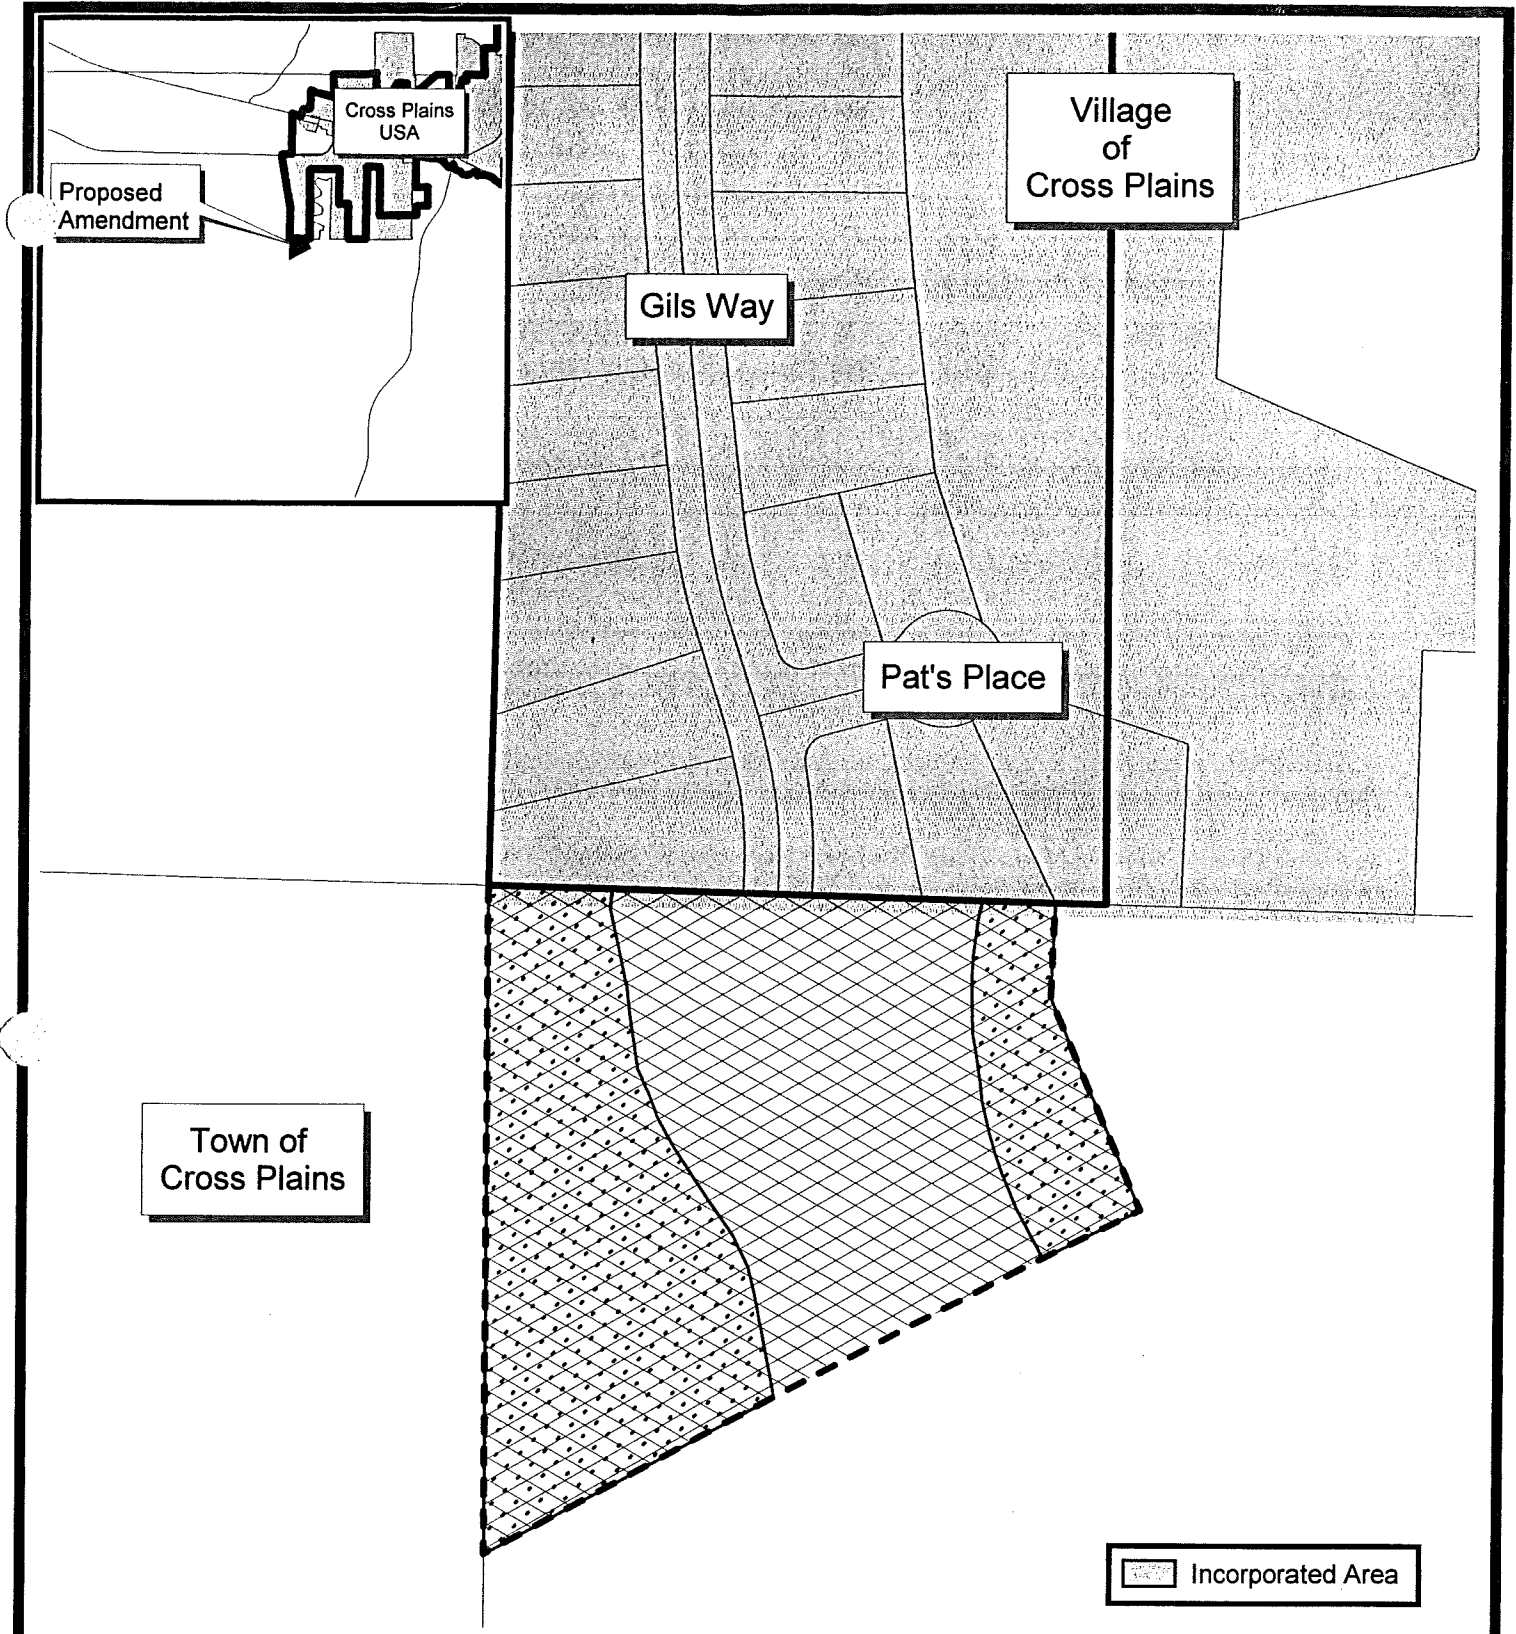 Cross Plains
USA
Proposed
Amendment
Village
of
Cross Plains
Gils Way
Pat's Place
Town of
Cross Plains
Incorporated Area